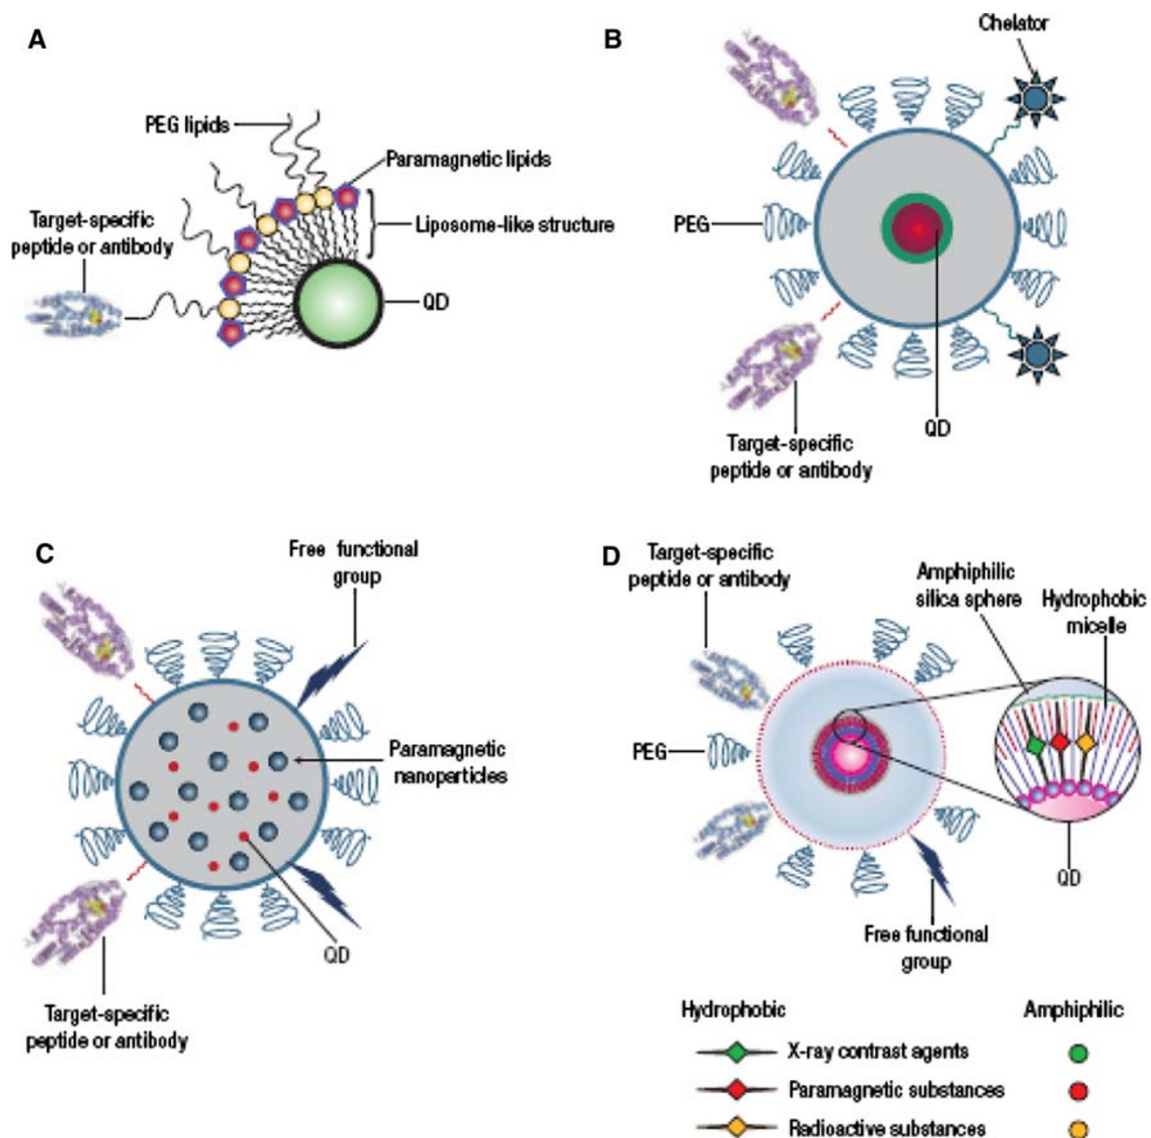 A
PEG lipids
Paramagnetic lipids
Target-specific
peptide or antibody
Liposome-like structure
QD
B
Chelator
PEG
QD
Target-specific
peptide or antibody
C
Free functional
group
Paramagnetic
nanoparticles
QD
Target-specific
peptide or antibody
D
Target-specific
peptide or antibody
Amphiphilic
silica sphere
Hydrophobic
micelle
PEG
QD
Free functional
group
Hydrophobic Amphiphilic
X-ray contrast agents
Paramagnetic substances
Radioactive substances